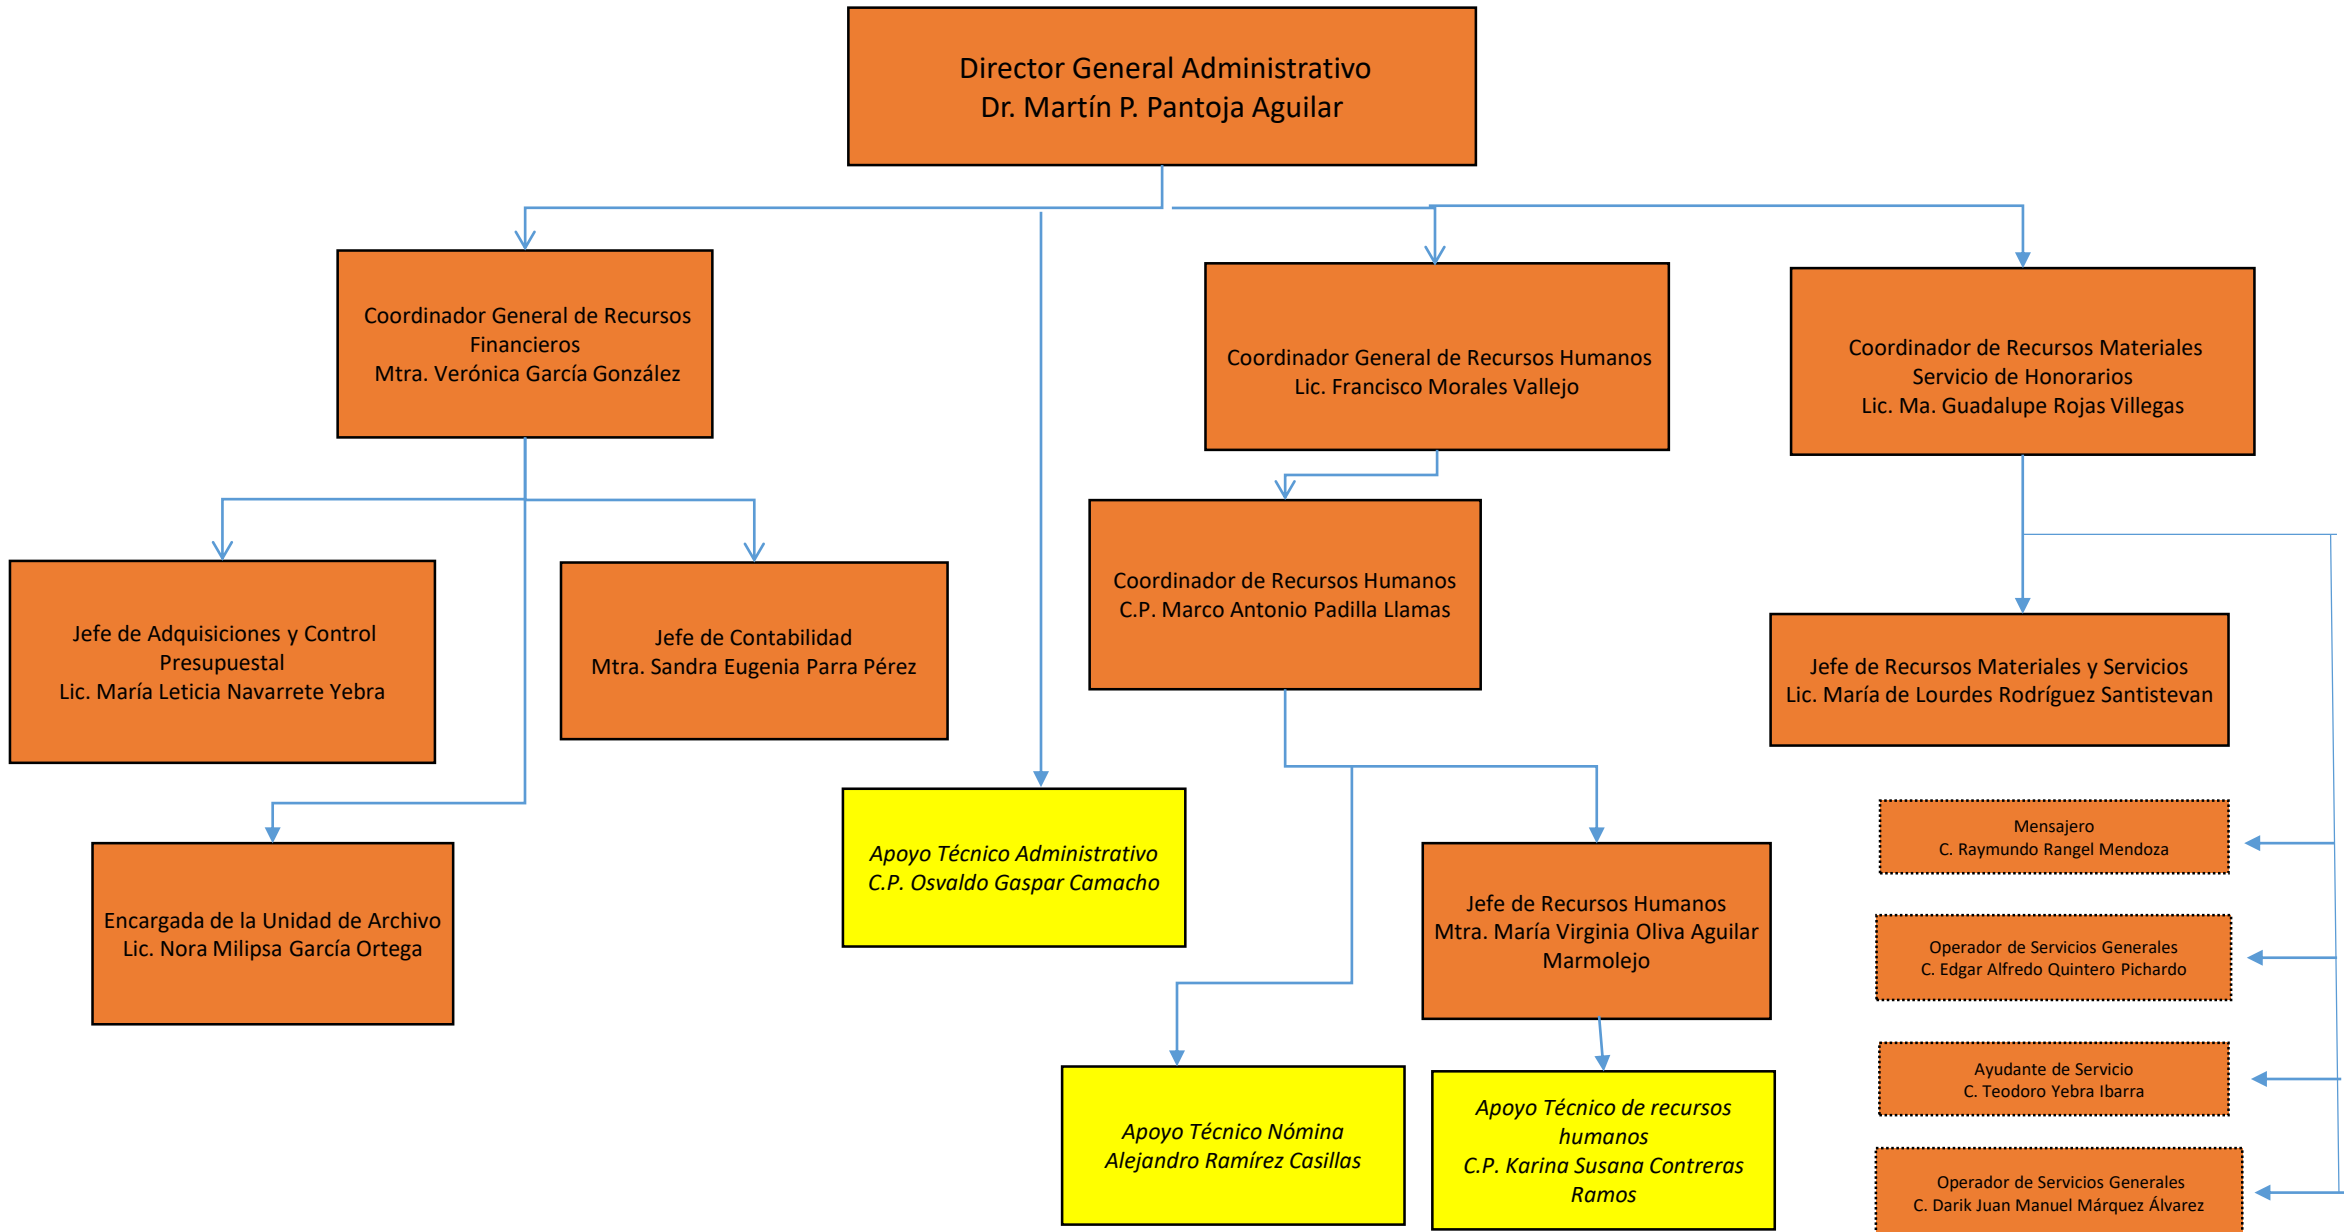 Director General Administrativo
Dr. Martín P. Pantoja Aguilar
Coordinador General de Recursos
Financieros
Mtra. Verónica García González
Coordinador General de Recursos Humanos
Lic. Francisco Morales Vallejo
Coordinador de Recursos Materiales
Servicio de Honorarios
Lic. Ma. Guadalupe Rojas Villegas
Jefe de Adquisiciones y Control
Presupuestal
Lic. María Leticia Navarrete Yebra
Jefe de Contabilidad
Mtra. Sandra Eugenia Parra Pérez
Coordinador de Recursos Humanos
C.P. Marco Antonio Padilla Llamas
Jefe de Recursos Materiales y Servicios
Lic. María de Lourdes Rodríguez Santistevan
Encargada de la Unidad de Archivo
Lic. Nora Milipsa García Ortega
Apoyo Técnico Administrativo
C.P. Osvaldo Gaspar Camacho
Jefe de Recursos Humanos
Mtra. María Virginia Oliva Aguilar
Marmolejo
Mensajero
C. Raymundo Rangel Mendoza
Operador de Servicios Generales
C. Edgar Alfredo Quintero Pichardo
Ayudante de Servicio
C. Teodoro Yebra Ibarra
Apoyo Técnico Nómina
Alejandro Ramírez Casillas
Apoyo Técnico de recursos
humanos
C.P. Karina Susana Contreras
Ramos
Operador de Servicios Generales
C. Darik Juan Manuel Márquez Álvarez